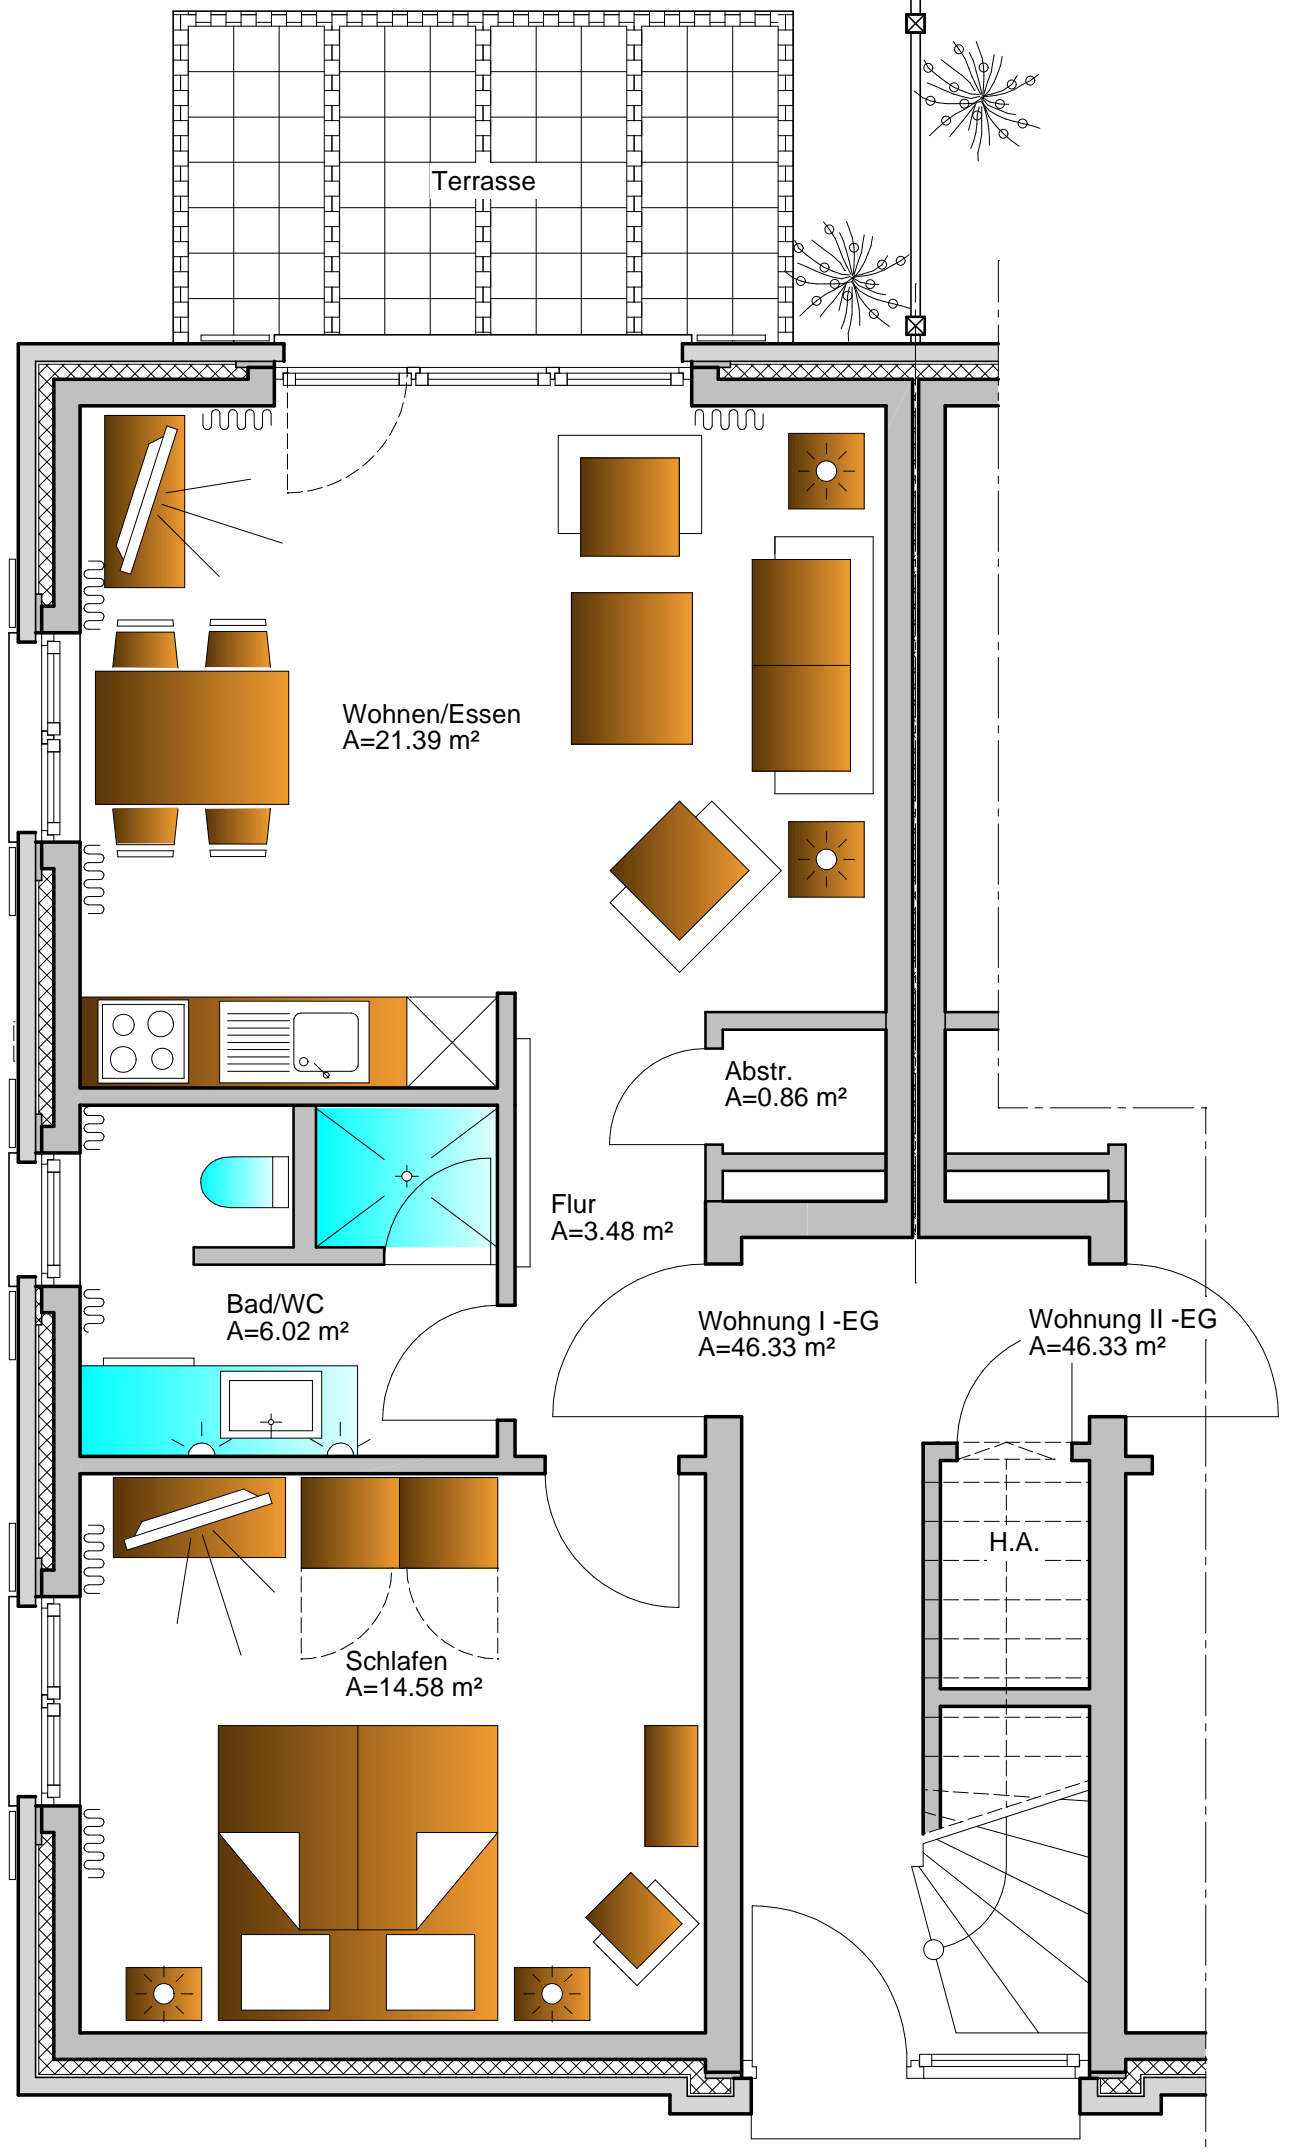 Terrasse
Wohnen/Essen
A=21.39 m²
Abstr.
A=0.86 m²
Flur
A=3.48 m²
Bad/WC
A=6.02 m²
Wohnung I -EG
A=46.33 m²
Wohnung II -EG
A=46.33 m²
H.A.
Schlafen
A=14.58 m²